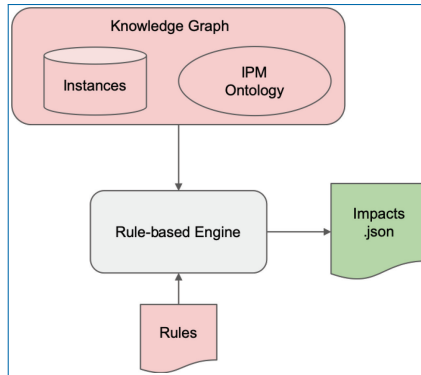 Knowledge Graph
Instances
IPM
Ontology
Rule-based Engine
Impacts
.json
Rules